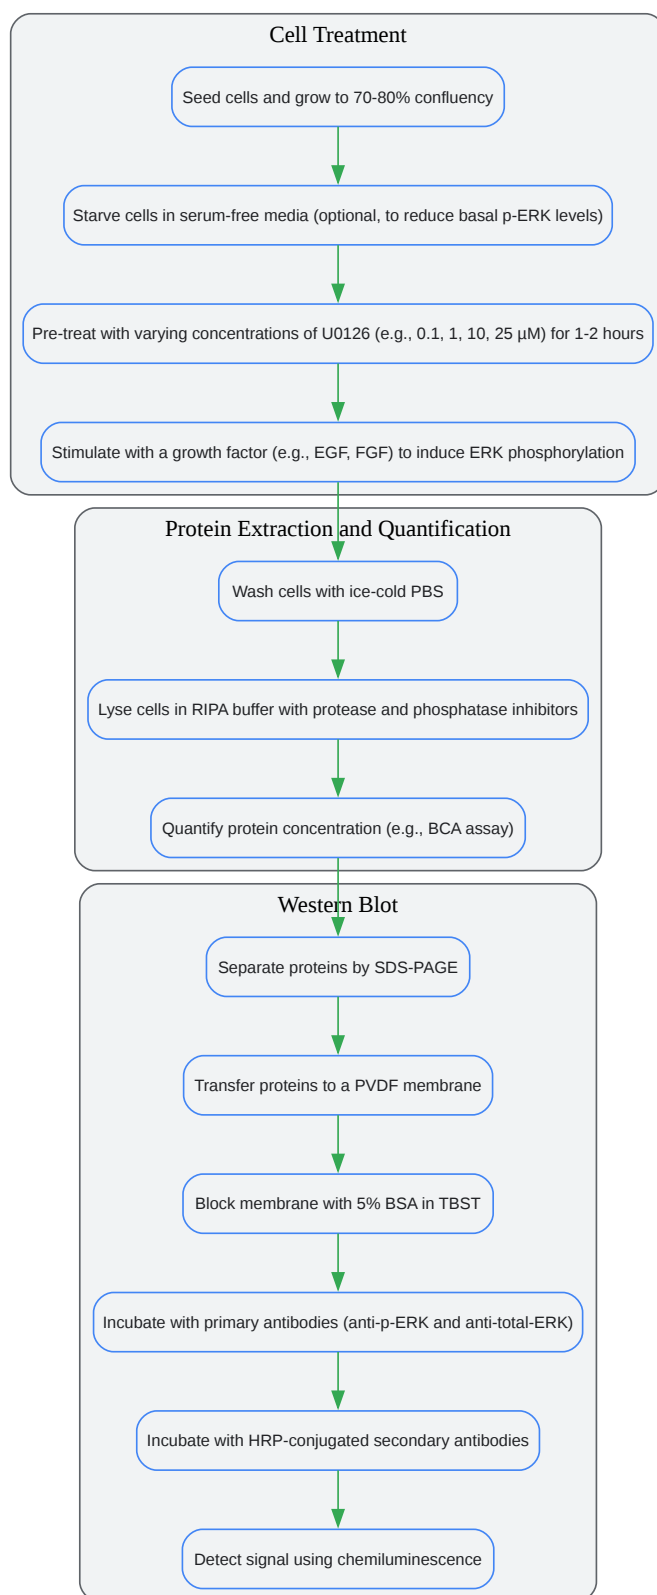 Cell Treatment
Seed cells and grow to 70-80% confluency
Starve cells in serum-free media (optional, to reduce basal p-ERK levels)
Pre-treat with varying concentrations of U0126 (e.g., 0.1, 1, 10, 25 µM) for 1-2 hours
Stimulate with a growth factor (e.g., EGF, FGF) to induce ERK phosphorylation
Protein Extraction and Quantification
Wash cells with ice-cold PBS
Lyse cells in RIPA buffer with protease and phosphatase inhibitors
Quantify protein concentration (e.g., BCA assay)
Western Blot
Separate proteins by SDS-PAGE
Transfer proteins to a PVDF membrane
Block membrane with 5% BSA in TBST
Incubate with primary antibodies (anti-p-ERK and anti-total-ERK)
Incubate with HRP-conjugated secondary antibodies
Detect signal using chemiluminescence